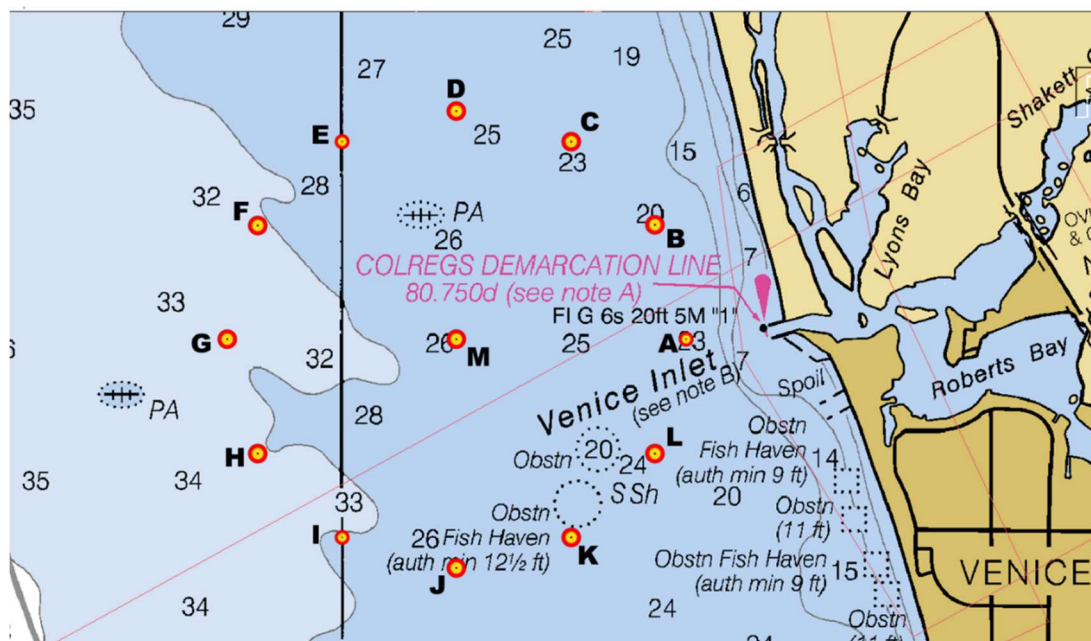 29
25
19
27
35
D
25
C
23
E
15
28
Shakett
32
F
PA
26
20
B
6
7
Lyons Bay
COLREGS DEMARCATION LINE
80.750d (see note A)
Fl G 6s 20ft 5M "1"
33
G
32
26
M
25
A
23
7
Venice Inlet
(see note B)
Spoil
Roberts Bay
PA
28
Obstn
Fish Haven
(auth min 9 ft)
14
H
35
34
Obstn
20
24
L
S Sh
20
33
Obstn
Obstn
(11 ft)
I
26
Fish Haven
(auth min 12½ ft)
K
J
Obstn Fish Haven
(auth min 9 ft)
15
VENICE
34
24
Obstn